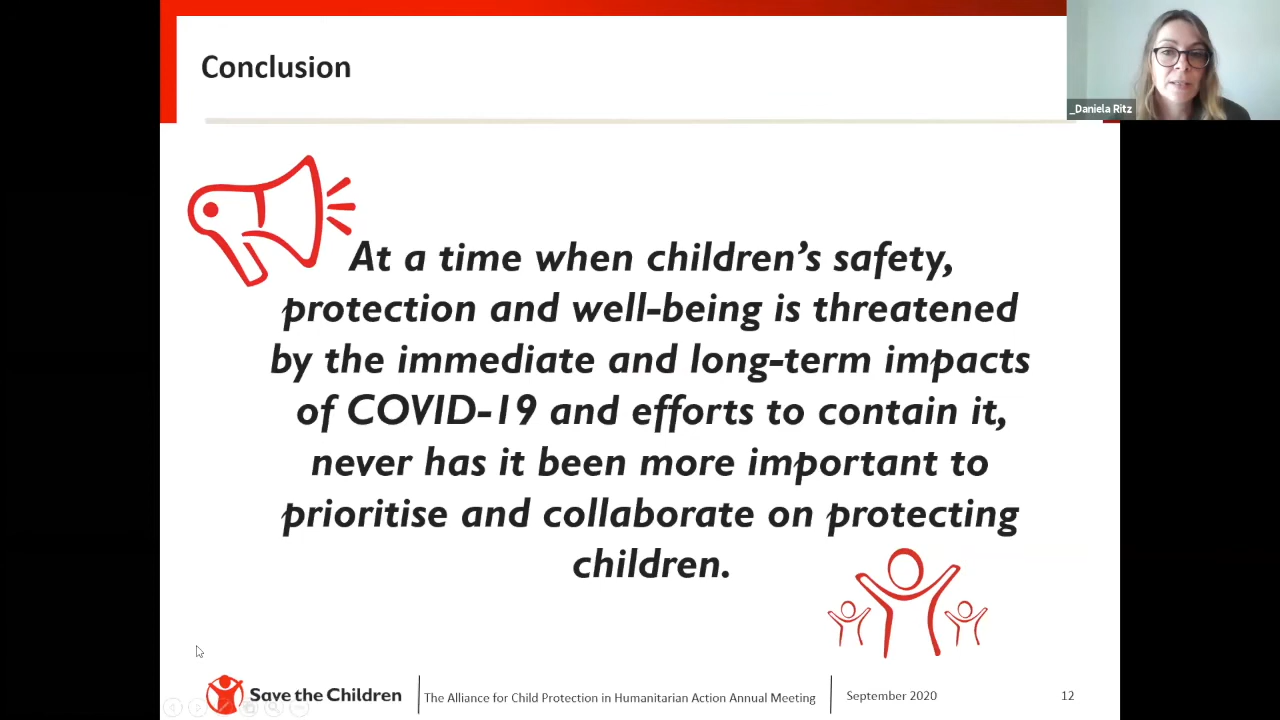 Conclusion
_Daniela Ritz
At a time when children’s safety,
protection and well-being is threatened
by the immediate and long-term impacts
of COVID-19 and efforts to contain it,
never has it been more important to
prioritise and collaborate on protecting
children.
Save the Children
The Alliance for Child Protection in Humanitarian Action Annual Meeting
September 2020
12